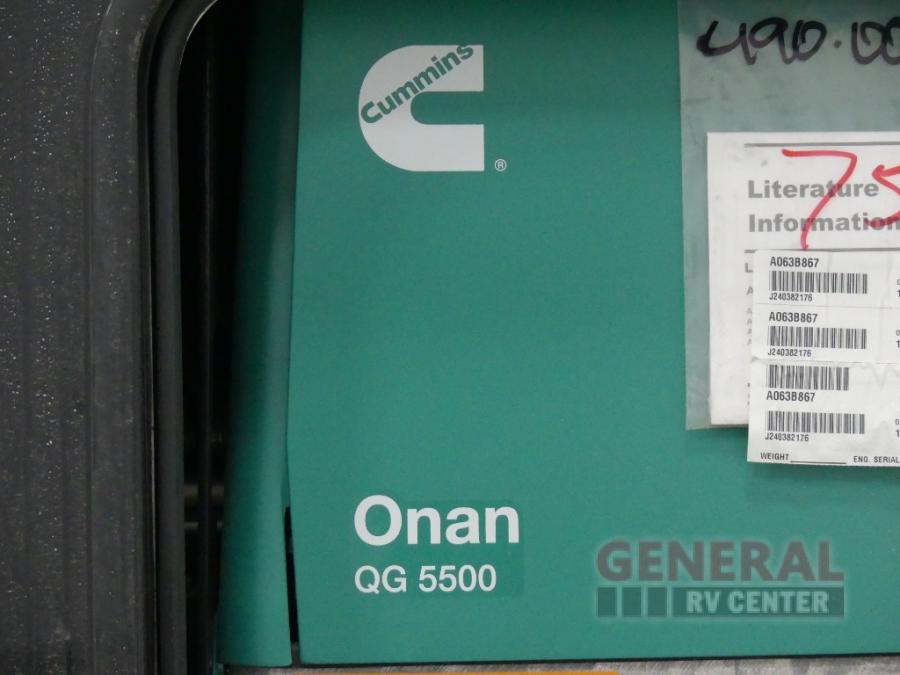 Cummins
®
490.00
Literature
Information
75
A063B867
J240382176
A063B867
J240382176
A063B867
J240382176
WEIGHT ENG. SERIAL
Onan
QG 5500
GENERAL
RV CENTER